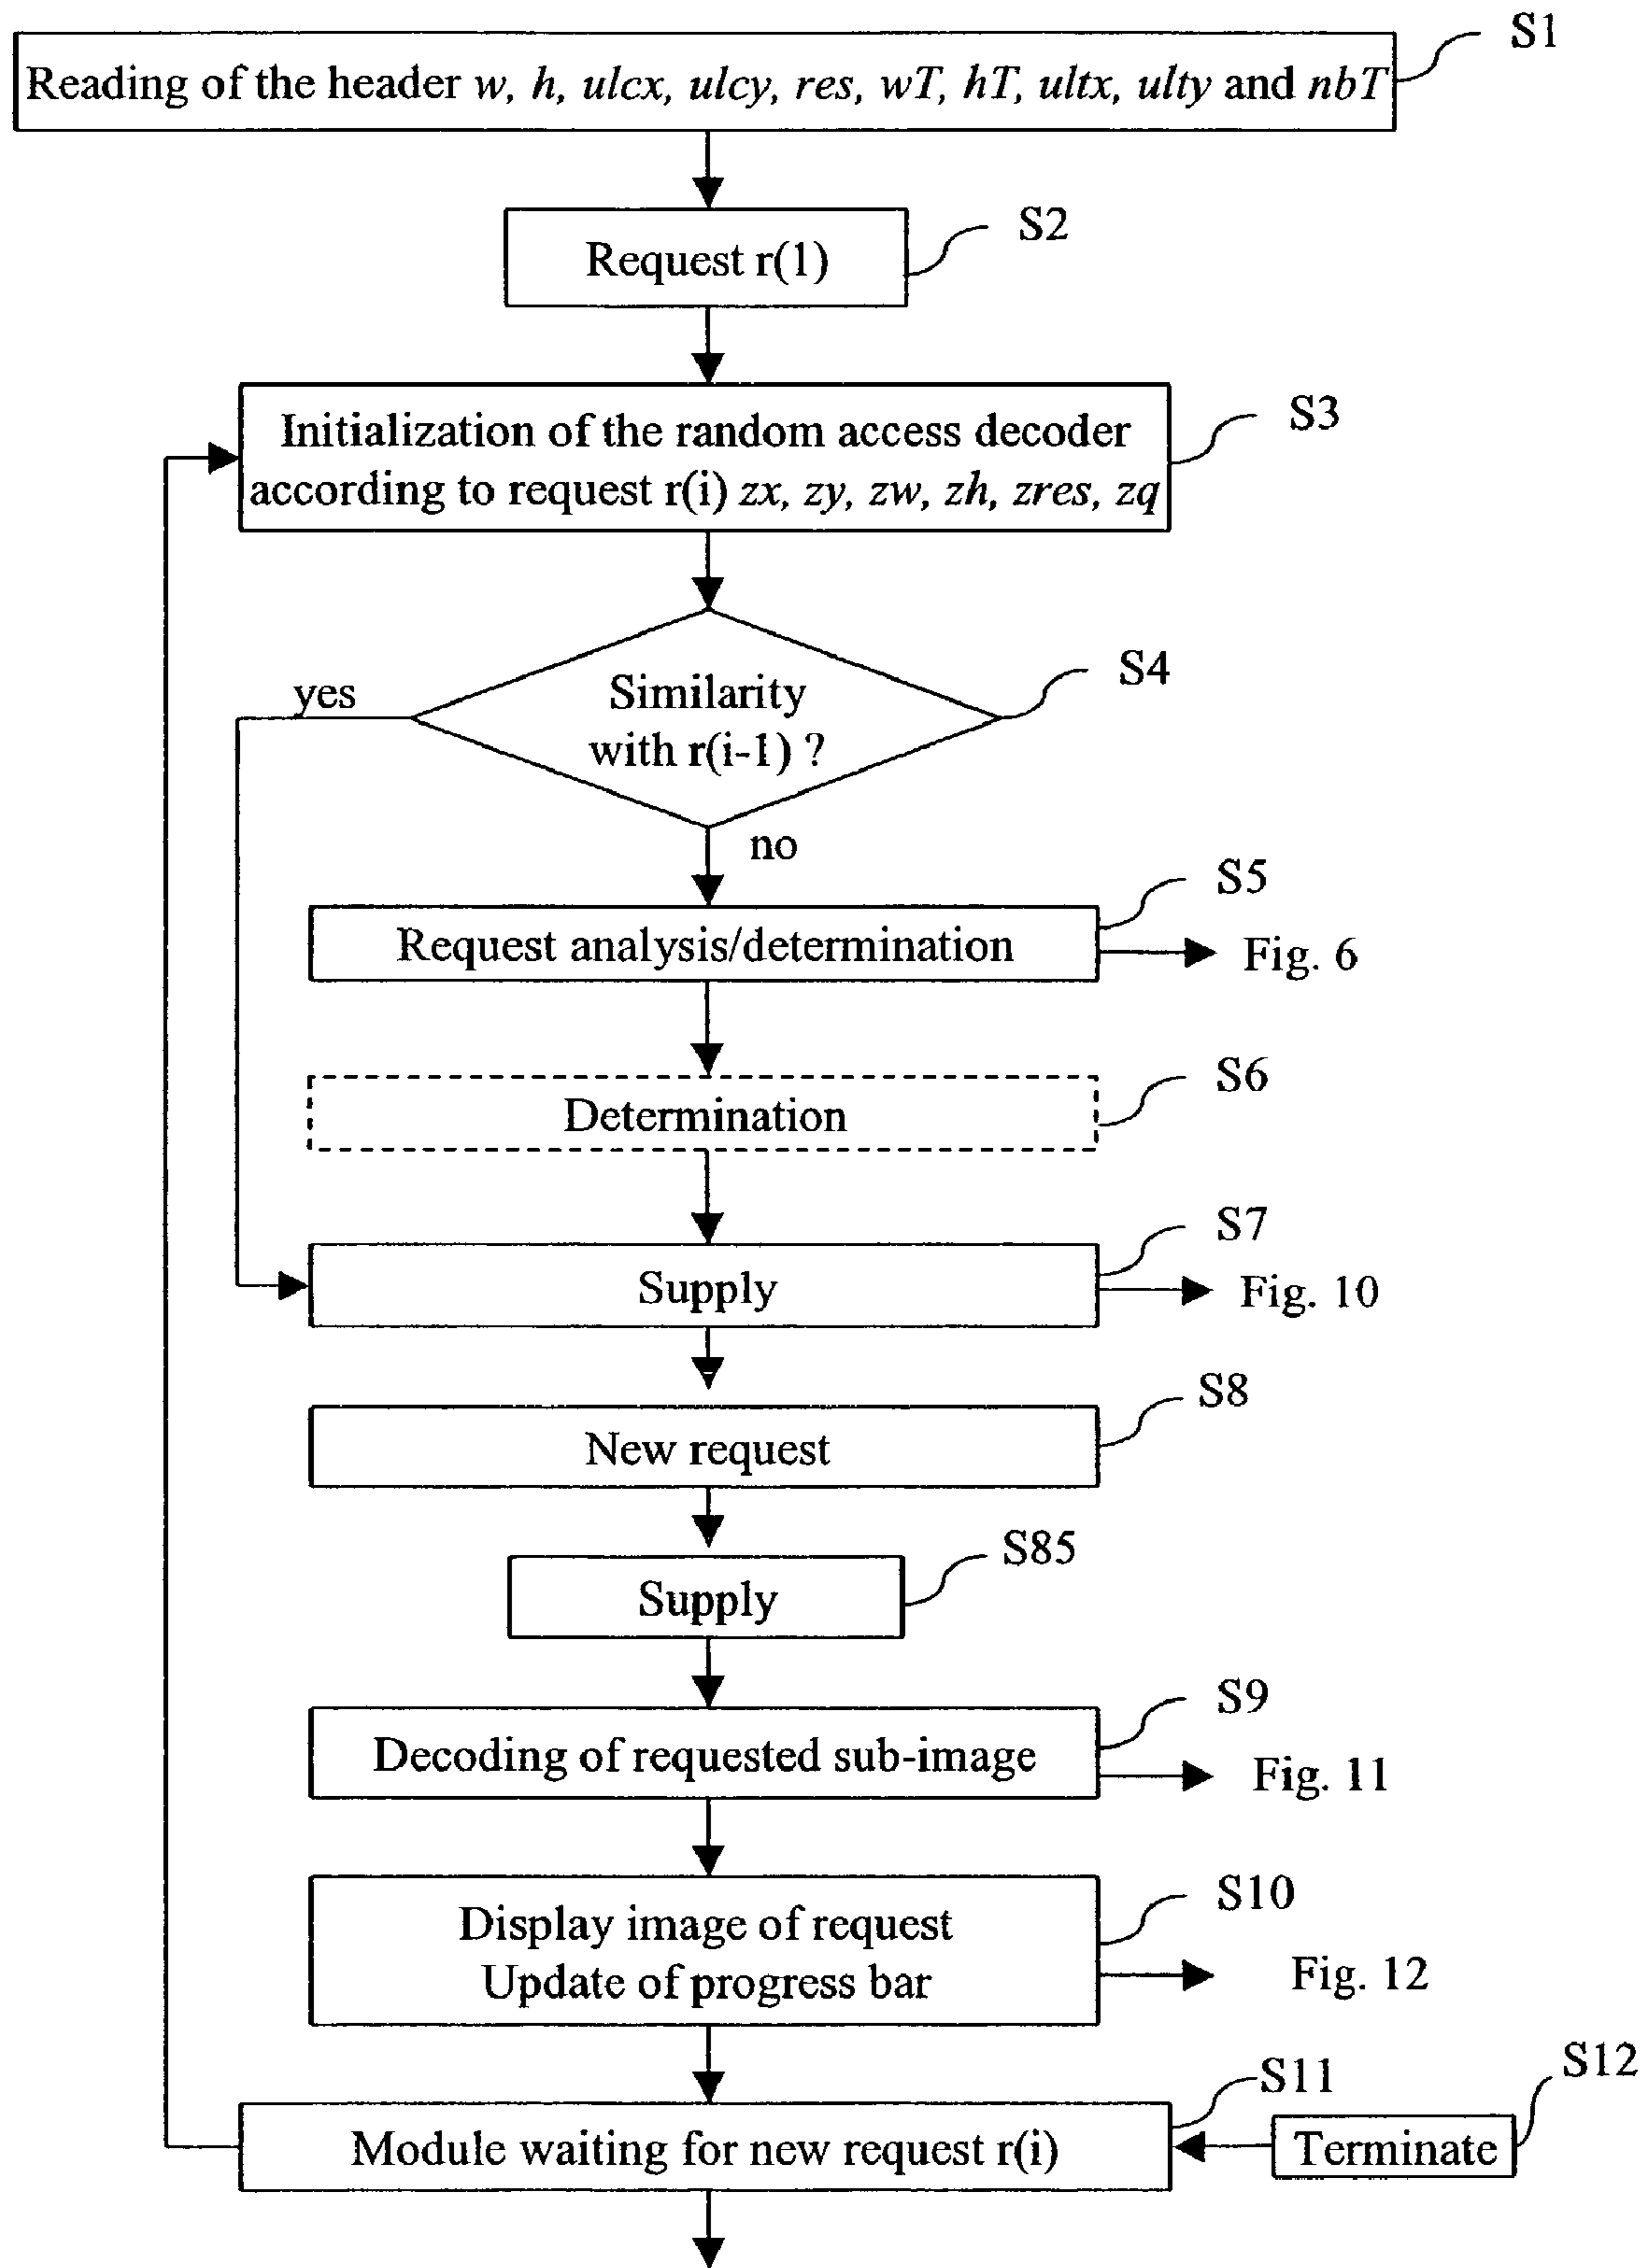 S1
Reading of the header w, h, ulcx, ulcy, res, wT, hT, ultx, ulty and nbT
S2
Request r(1)
S3
Initialization of the random access decoder
according to request r(i) zx, zy, zw, zh, zres, zq
S4
yes
Similarity
with r(i-1) ?
no
S5
Request analysis/determination
Fig. 6
S6
Determination
S7
Supply
Fig. 10
S8
New request
S85
Supply
S9
Decoding of requested sub-image
Fig. 11
S10
Display image of request
Update of progress bar
Fig. 12
S11
S12
Module waiting for new request r(i)
Terminate